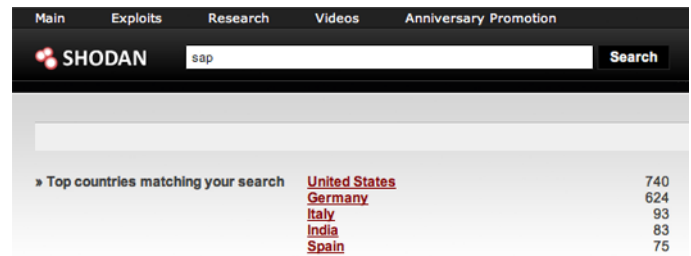 Main Exploits Research Videos Anniversary Promotion
SHODAN sap Search
» Top countries matching your search United States 740
Germany 624
Italy 93
India 83
Spain 75